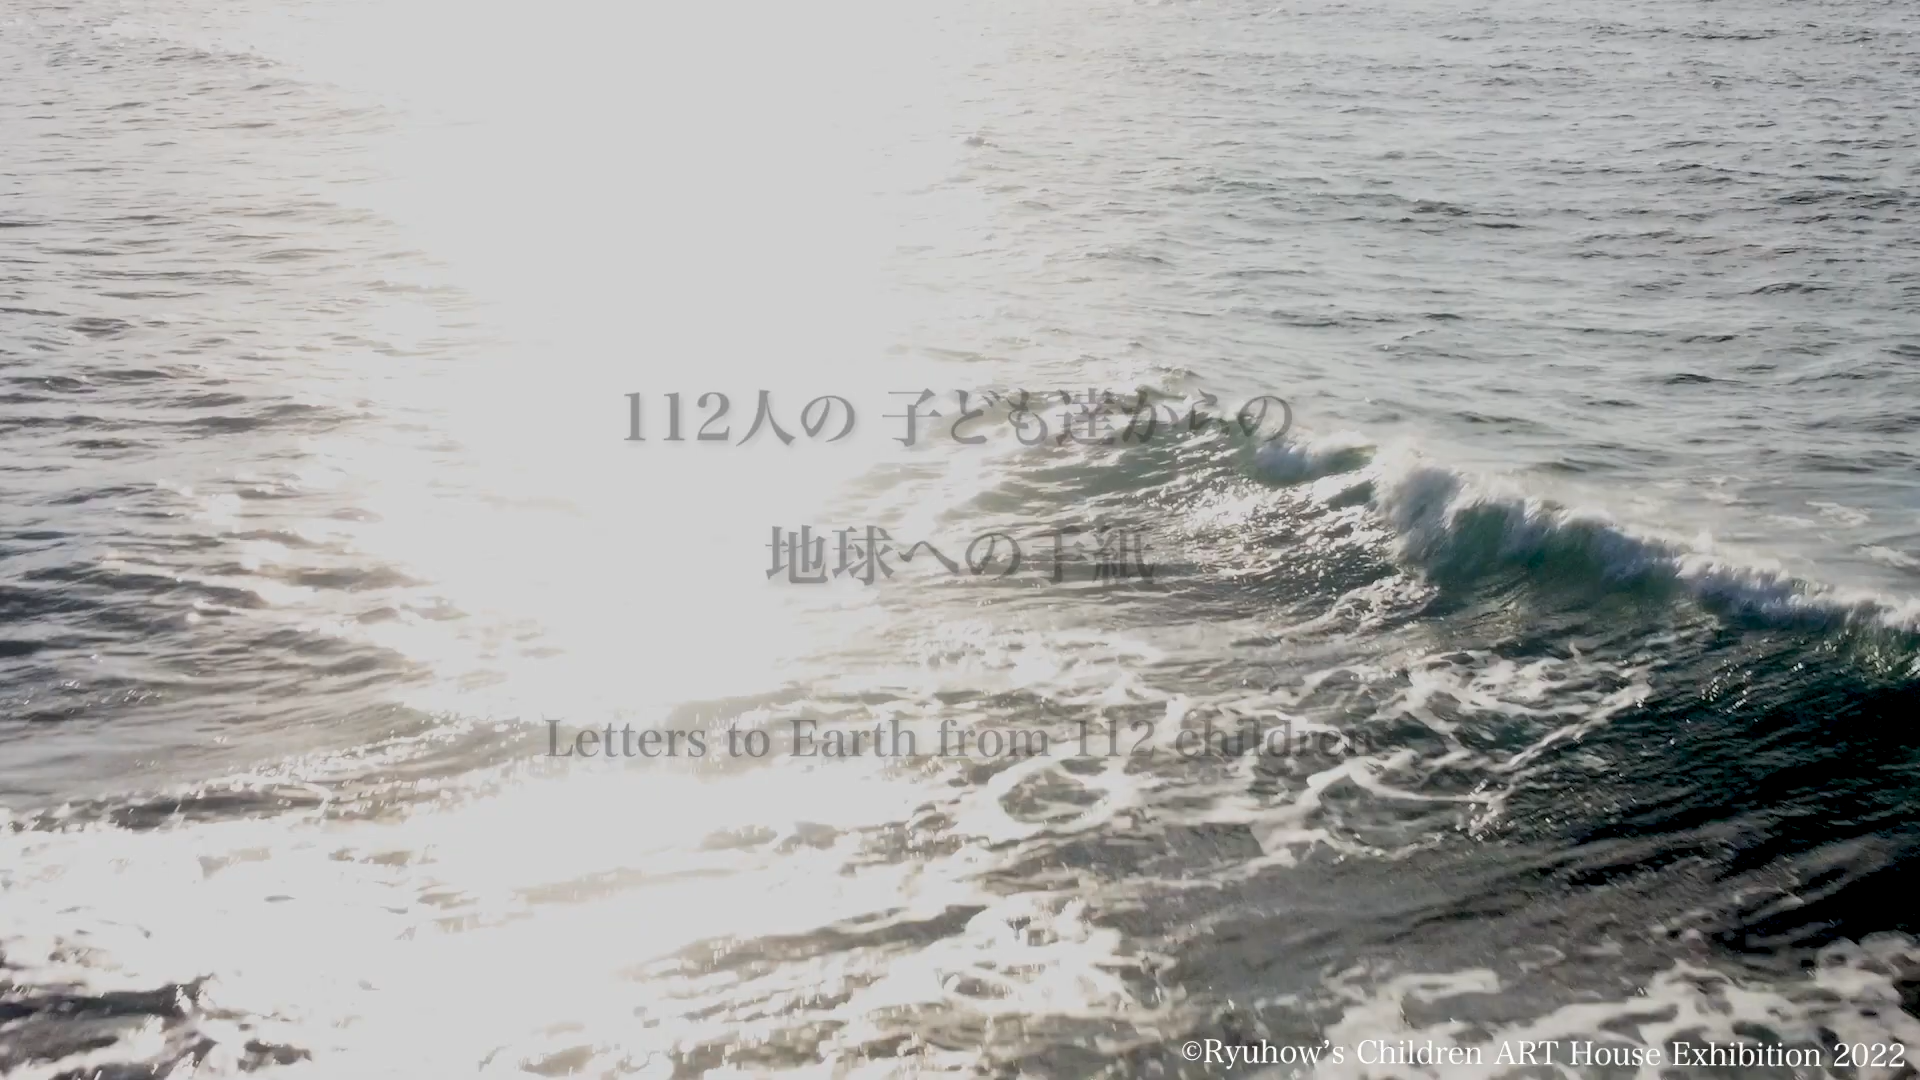 112人の 子ども達からの
地球への手紙
Letters to Earth from 112 children
©Ryuhow’s Children ART House Exhibition 2022